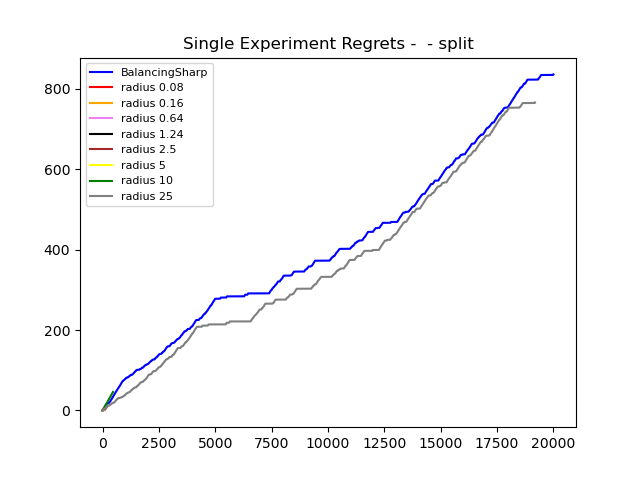 Single Experiment Regrets -  - split
BalancingSharp
radius 0.08
radius 0.16
radius 0.64
radius 1.24
radius 2.5
radius 5
radius 10
radius 25
800
600
400
200
0
0 2500 5000 7500 10000 12500 15000 17500 20000